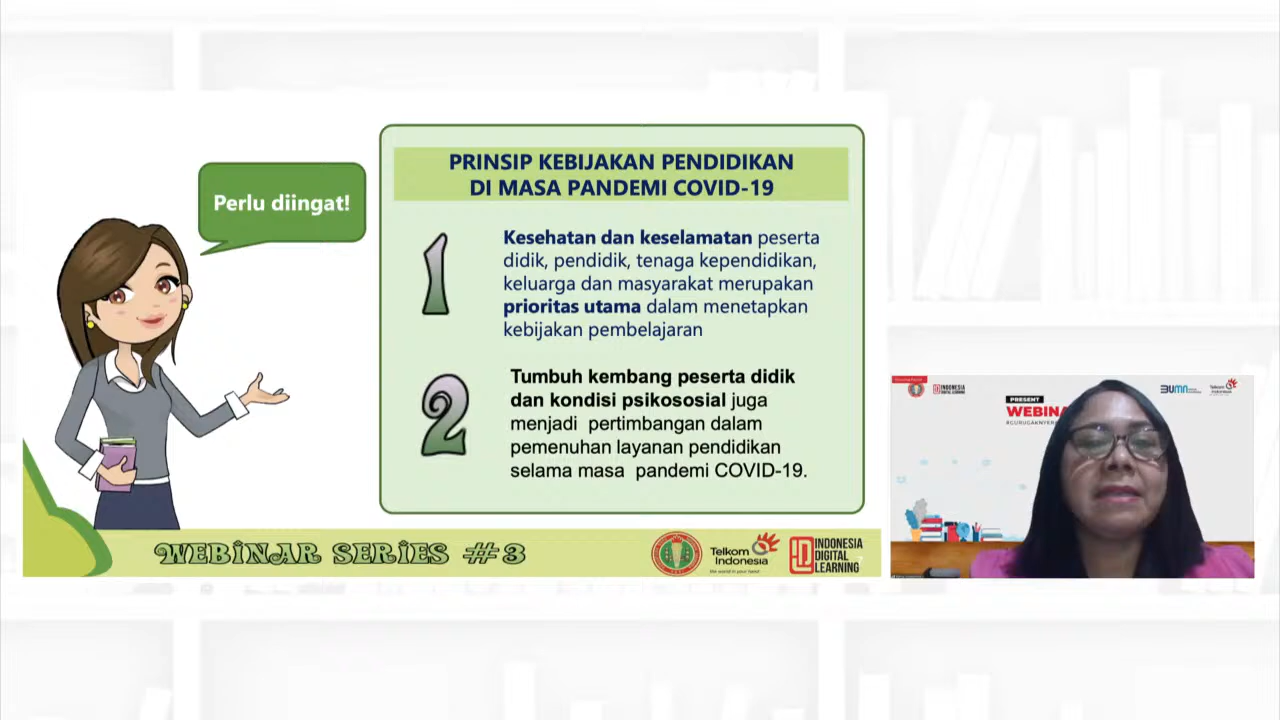 Perlu diingat!
PRINSIP KEBIJAKAN PENDIDIKAN
DI MASA PANDEMI COVID-19
1
Kesehatan dan keselamatan peserta
didik, pendidik, tenaga kependidikan,
keluarga dan masyarakat merupakan
prioritas utama dalam menetapkan
kebijakan pembelajaran
2
Tumbuh kembang peserta didik
dan kondisi psikososial juga
menjadi pertimbangan dalam
pemenuhan layanan pendidikan
selama masa pandemi COVID-19.
WEBINAR SERIES #3
Telkom
Indonesia
the world in your hand
INDONESIA
DIGITAL
LEARNING
INDONESIA
DIGITAL LEARNING
BUMN
Telkom
Indonesia
PRESENT
WEBINA